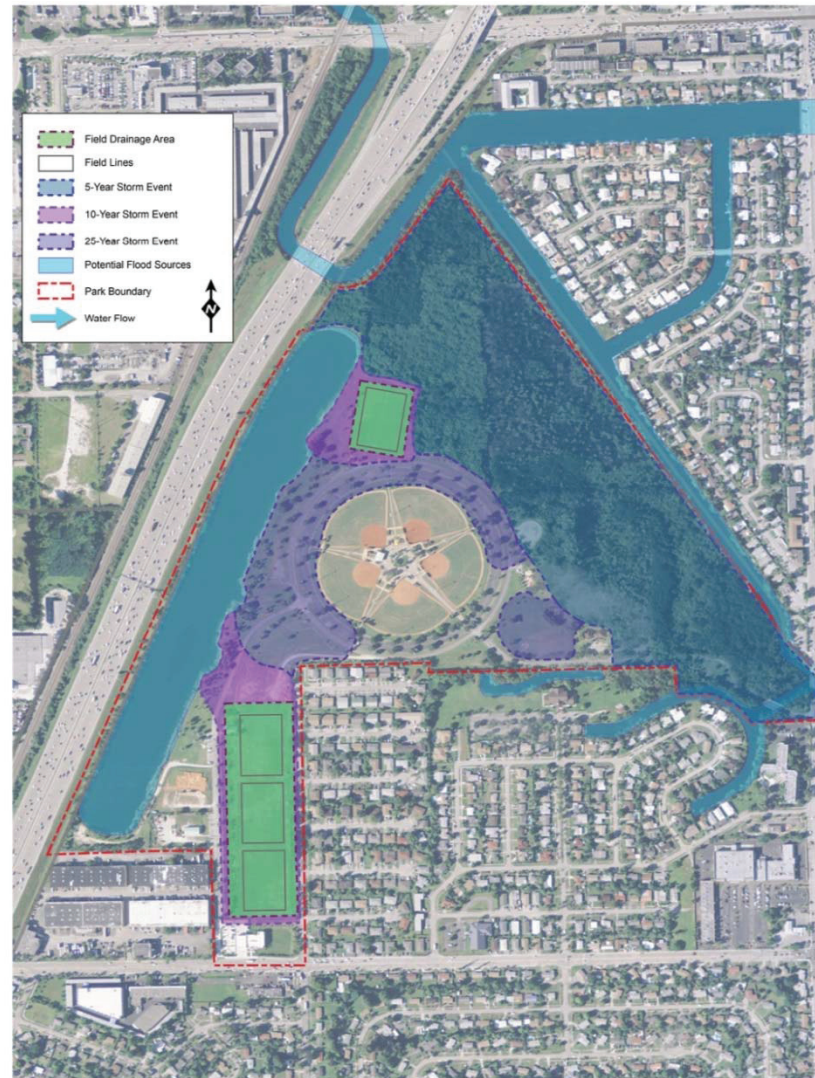 Field Drainage Area
Field Lines
5-Year Storm Event
10-Year Storm Event
25-Year Storm Event
Potential Flood Sources
Park Boundary
Water Flow
N